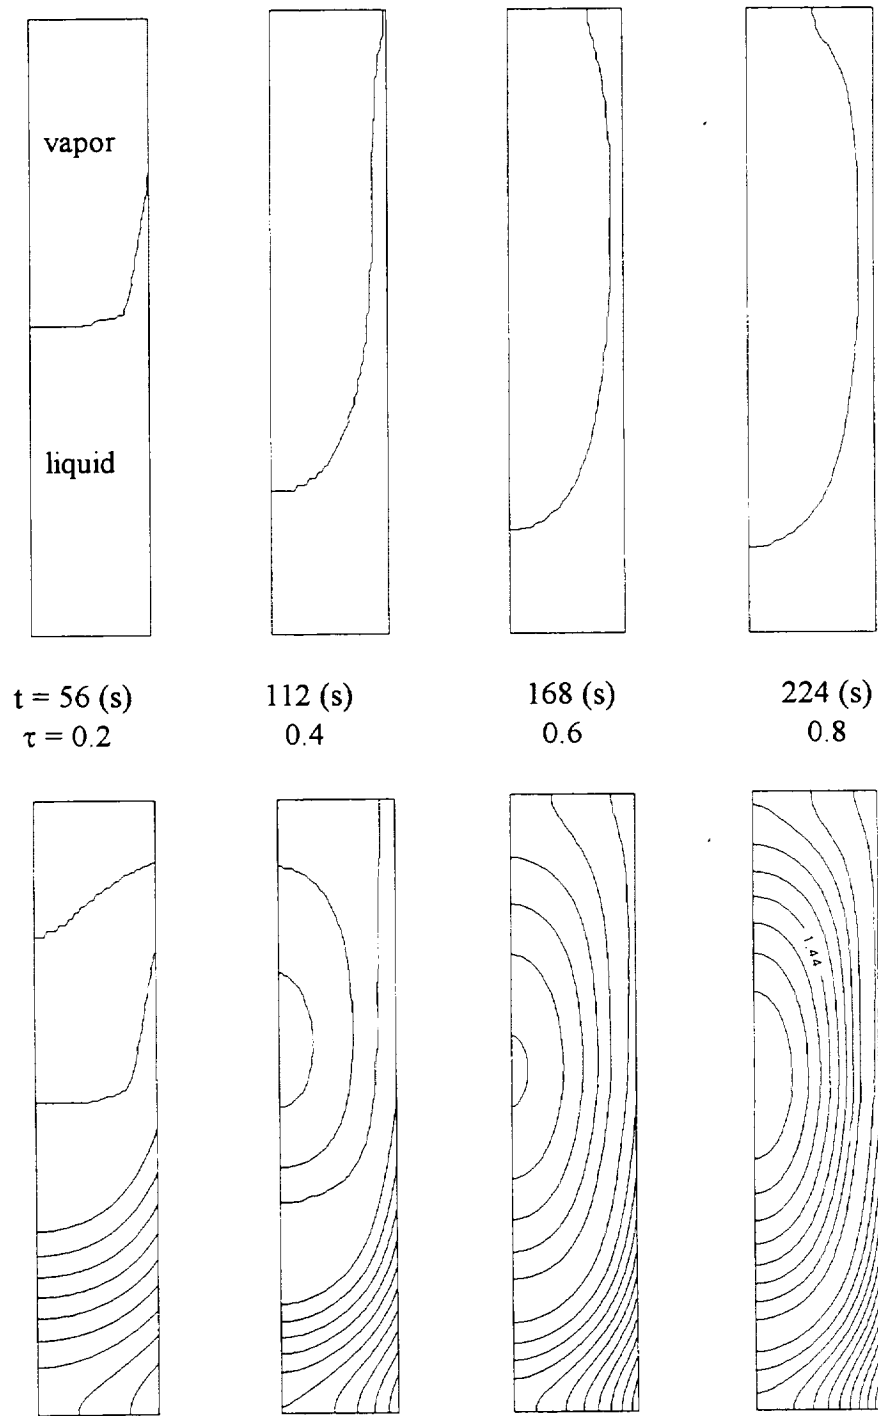 vapor
liquid
t = 56 (s) 112 (s) 168 (s) 224 (s)
τ = 0.2 0.4 0.6 0.8
1.44